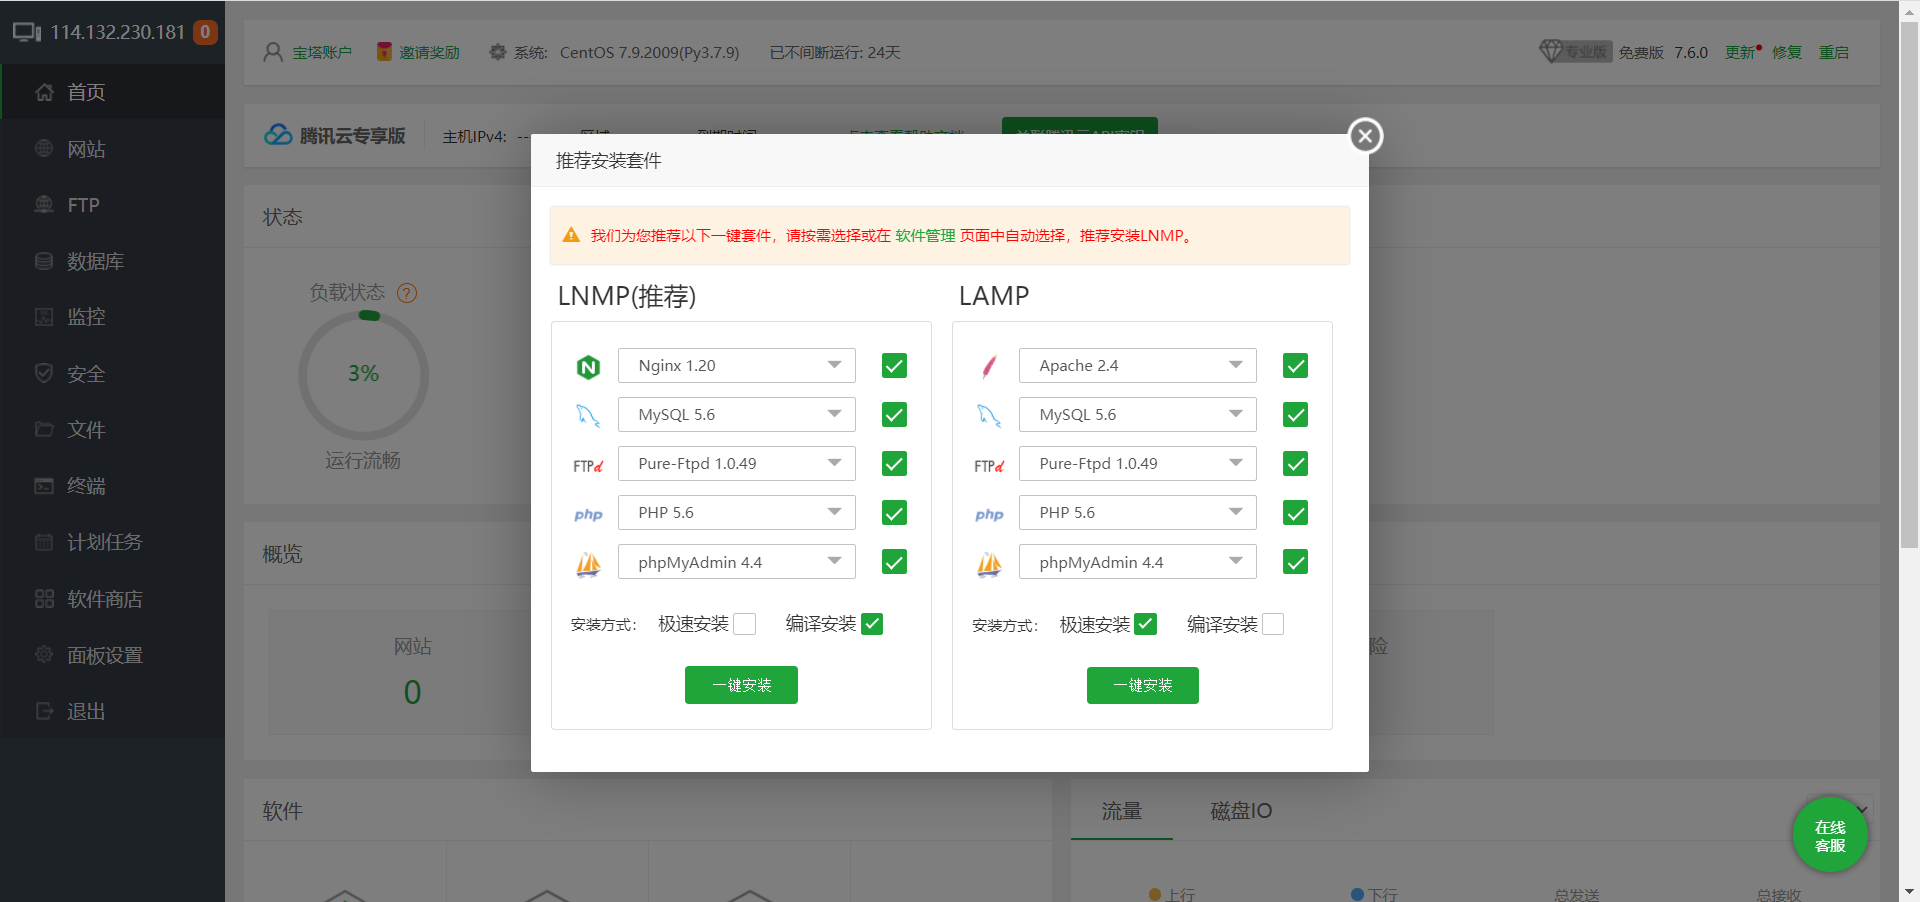 114.132.230.181 0
首页
网站
FTP
数据库
监控
安全
文件
终端
计划任务
软件商店
面板设置
退出
宝塔账户 邀请奖励 系统: CentOS 7.9.2009(Py3.7.9) 已不间断运行: 24天 专业版 免费版 7.6.0 更新 修复 重启
腾讯云专享版 主机IPv4: --
状态
负载状态 ?
3%
运行流畅
概览
网站
0
险
软件
流量 磁盘IO
上行 下行 总发送 总接收
在线
客服
推荐安装套件
我们为您推荐以下一键套件，请按需选择或在 软件管理 页面中自动选择，推荐安装LNMP。
LNMP(推荐)
Nginx 1.20
MySQL 5.6
FTPd Pure-Ftpd 1.0.49
php PHP 5.6
phpMyAdmin 4.4
安装方式： 极速安装 编译安装
一键安装
LAMP
Apache 2.4
MySQL 5.6
FTPd Pure-Ftpd 1.0.49
php PHP 5.6
phpMyAdmin 4.4
安装方式： 极速安装 编译安装
一键安装